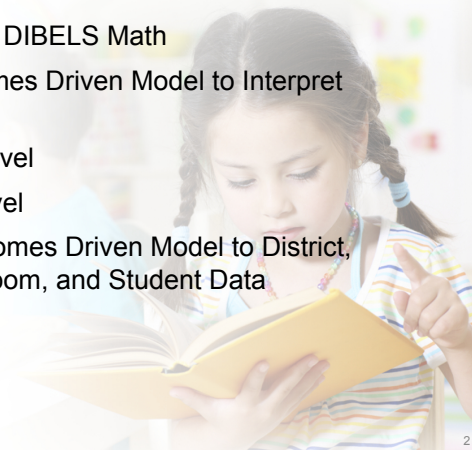 DIBELS Math
mes Driven Model to Interpret
vel
vel
omes Driven Model to District,
oom, and Student Data
2